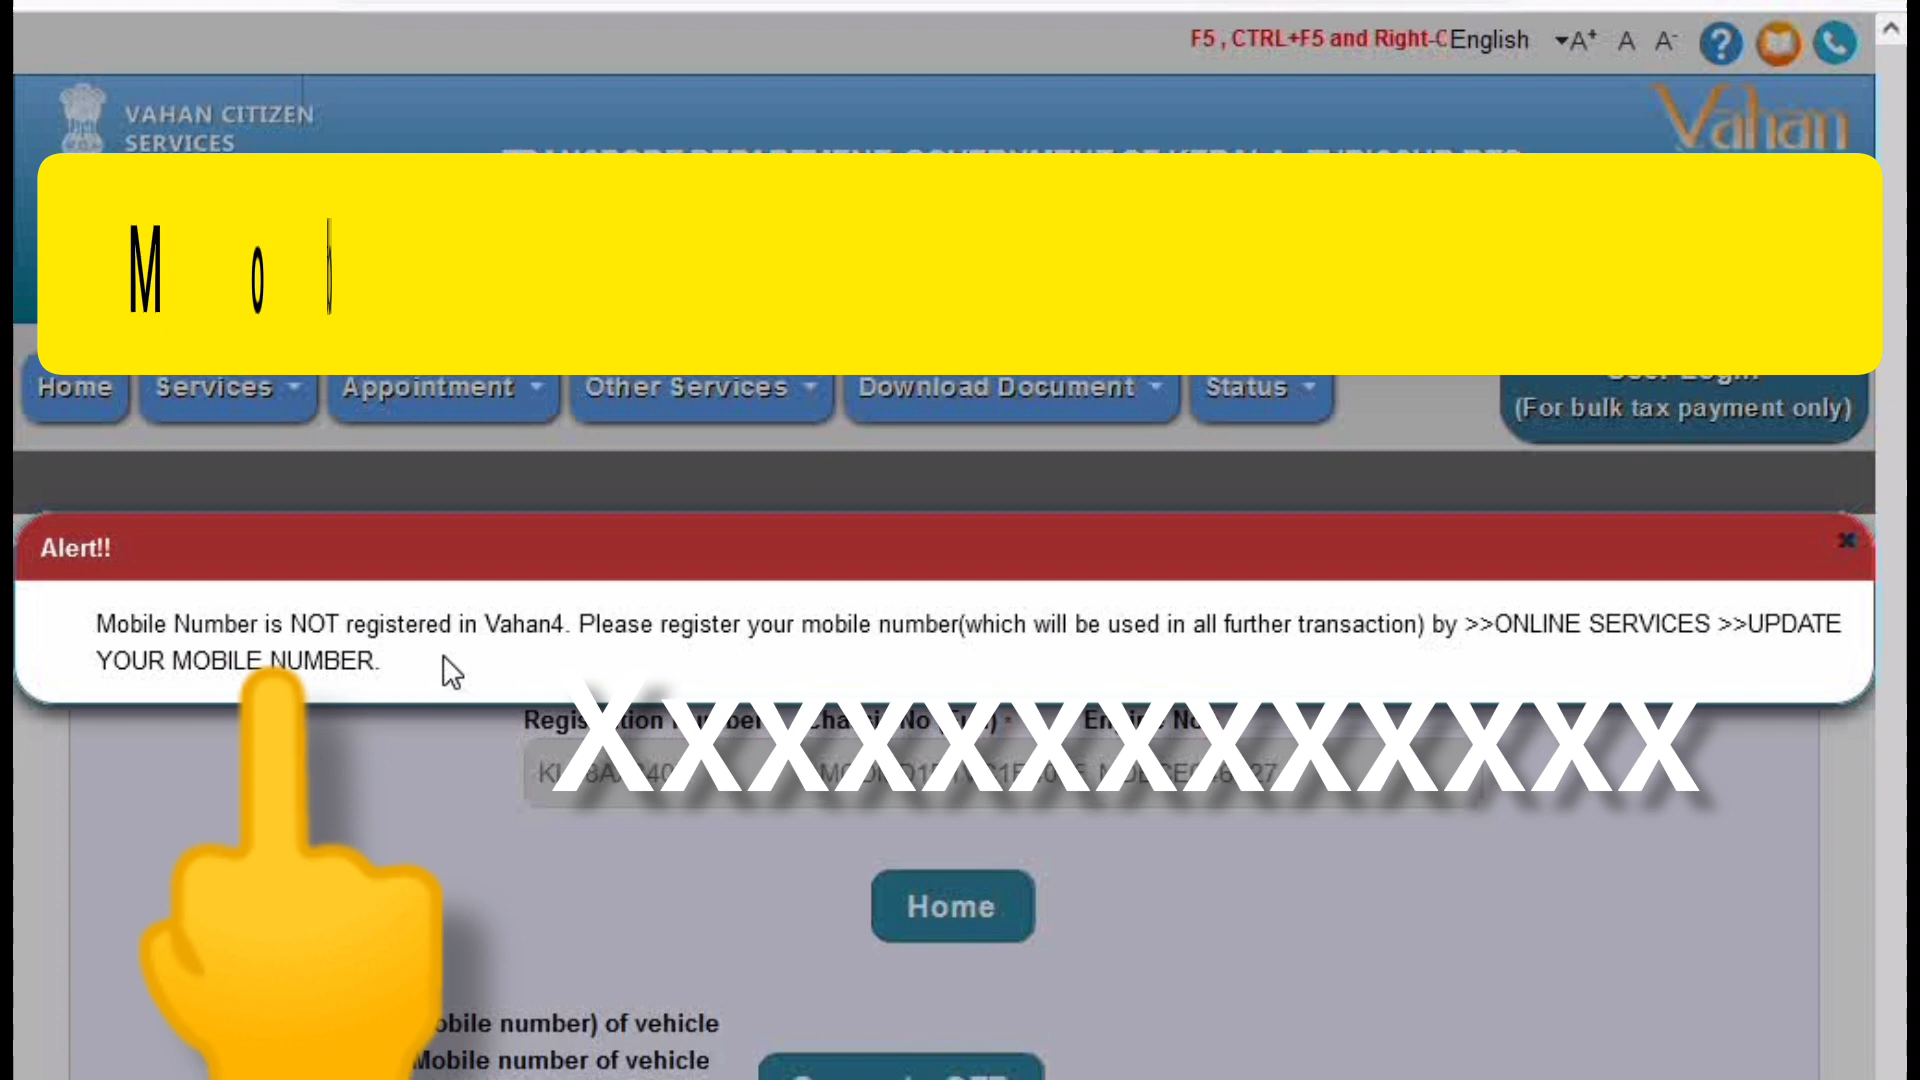 F5 , CTRL+F5 and Right-C English A+ A A-
VAHAN CITIZEN
SERVICES
Vahan
M o b
Home Services Appointment Other Services Download Document Status
(For bulk tax payment only)
Alert!!
Mobile Number is NOT registered in Vahan4. Please register your mobile number(which will be used in all further transaction) by >>ONLINE SERVICES >>UPDATE
YOUR MOBILE NUMBER.
XXXXXXXXXXXXX
Home
obile number) of vehicle
Mobile number of vehicle